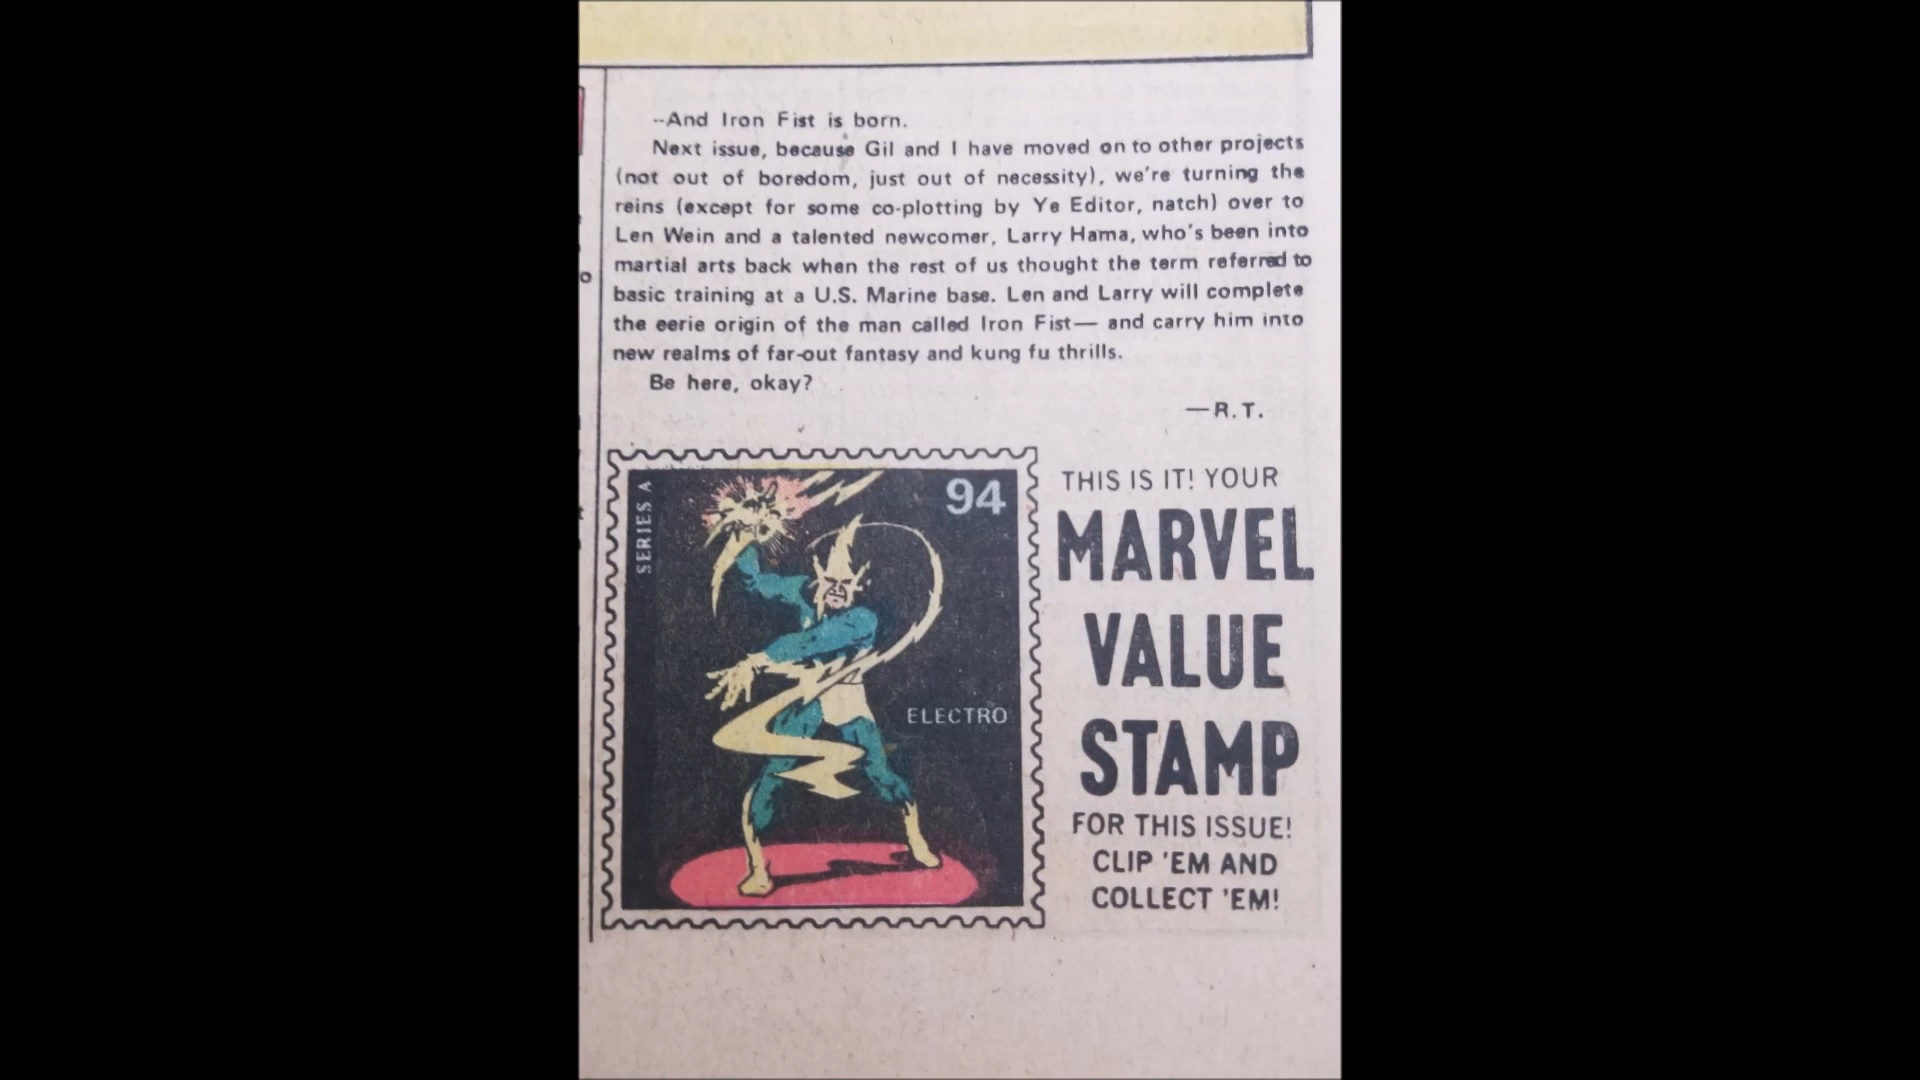 --And Iron Fist is born.
Next issue, because Gil and I have moved on to other projects
(not out of boredom, just out of necessity), we're turning the
reins (except for some co-plotting by Ye Editor, natch) over to
Len Wein and a talented newcomer, Larry Hama, who's been into
martial arts back when the rest of us thought the term referred to
basic training at a U.S. Marine base. Len and Larry will complete
the eerie origin of the man called Iron Fist— and carry him into
new realms of far-out fantasy and kung fu thrills.
Be here, okay?
—R.T.
SERIES A
94
ELECTRO
THIS IS IT! YOUR
MARVEL
VALUE
STAMP
FOR THIS ISSUE!
CLIP 'EM AND
COLLECT 'EM!